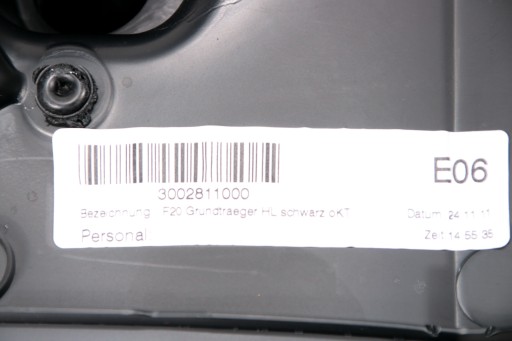 E06
3002811000
Bezeichnung: F20 Grundtraeger HL schwarz oKT Datum: 24.11.11
Personal Zeit: 14:55:35